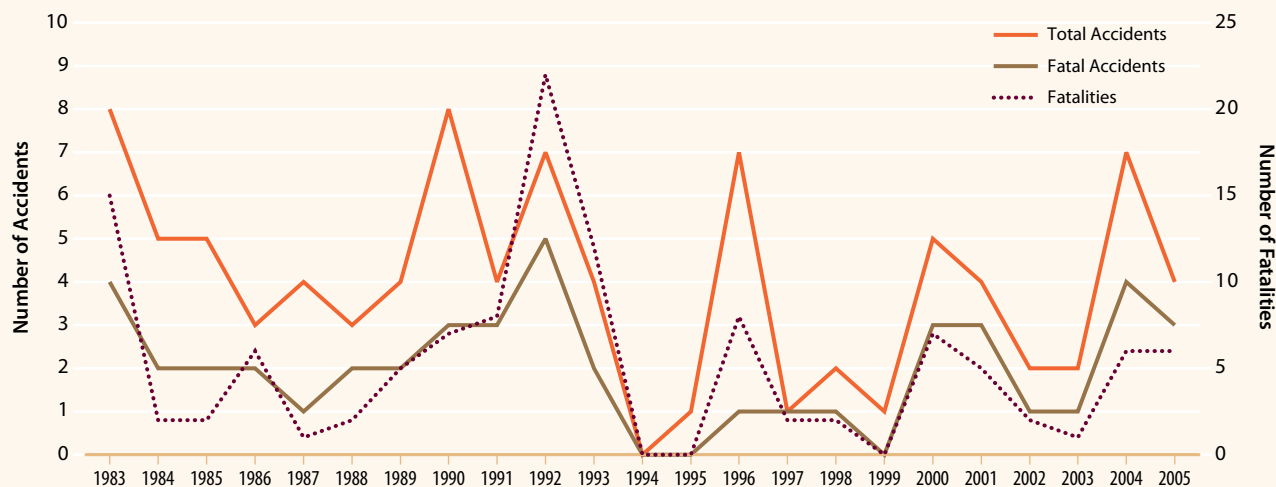 10
9
8
7
6
5
4
3
2
1
0
Number of Accidents
25
20
15
10
5
0
Number of Fatalities
Total Accidents
Fatal Accidents
Fatalities
1983 1984 1985 1986 1987 1988 1989 1990 1991 1992 1993 1994 1995 1996 1997 1998 1999 2000 2001 2002 2003 2004 2005